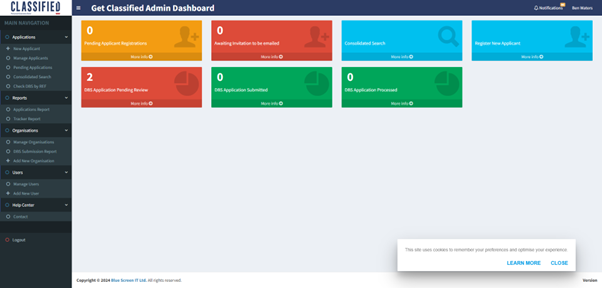 CLASSIFIED
Get Classified Admin Dashboard
Notifications
Ben Waters
MAIN NAVIGATION
Applications
New Applicant
Manage Applicants
Pending Applications
Consolidated Search
Check DBS by REF
Reports
Applications Report
Tracker Report
Organisations
Manage Organisations
DBS Submission Report
Add New Organisation
Users
Manage Users
Add New User
Help Center
Contact
Logout
0
Pending Applicant Registrations
More info
0
Awaiting Invitation to be emailed
More info
Consolidated Search
More info
Register New Applicant
More info
2
DBS Application Pending Review
More info
0
DBS Application Submitted
More info
0
DBS Application Processed
More info
This site uses cookies to remember your preferences and optimise your experience.
LEARN MORE
CLOSE
Copyright © 2024 Blue Screen IT Ltd. All rights reserved.
Version